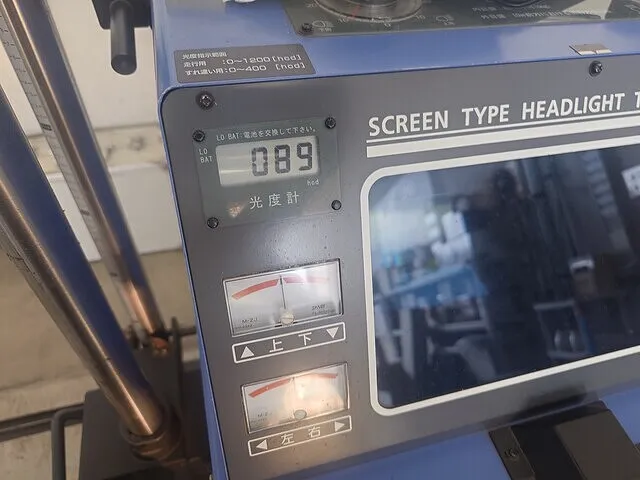 光度指示範囲
走行用 :0~1200[hcd]
すれ違い用:0~400 [hcd]
LO BAT:電池を交換して下さい。
LO
BAT
089
hcd
光度計
SCREEN TYPE HEADLIGHT T
▲上下▼
◀左右▶